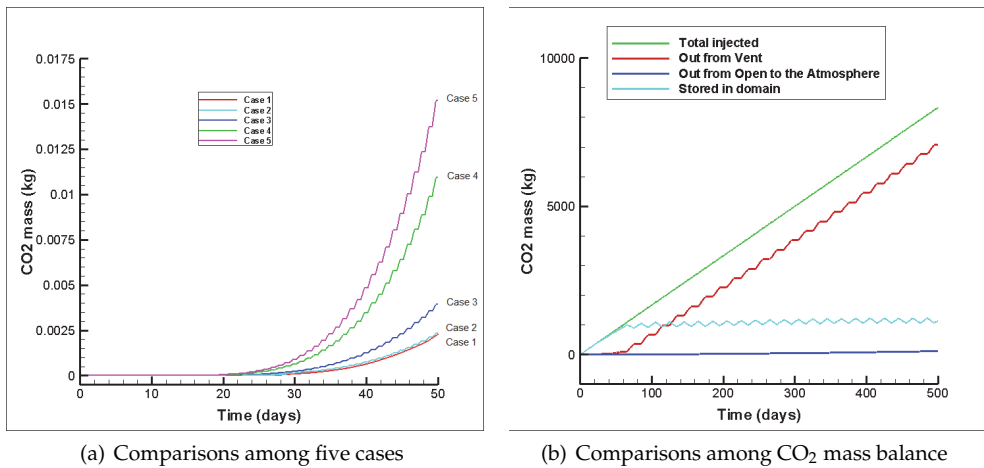 0.0175
0.015
0.0125
0.01
0.0075
0.005
0.0025
0
CO2 mass (kg)
Case 1
Case 2
Case 3
Case 4
Case 5
Case 5
Case 4
Case 3
Case 2
Case 1
0 10 20 30 40 50
Time (days)
(a) Comparisons among five cases
Total injected
Out from Vent
Out from Open to the Atmosphere
Stored in domain
10000
5000
0
CO2 mass (kg)
0 100 200 300 400 500
Time (days)
(b) Comparisons among CO₂ mass balance